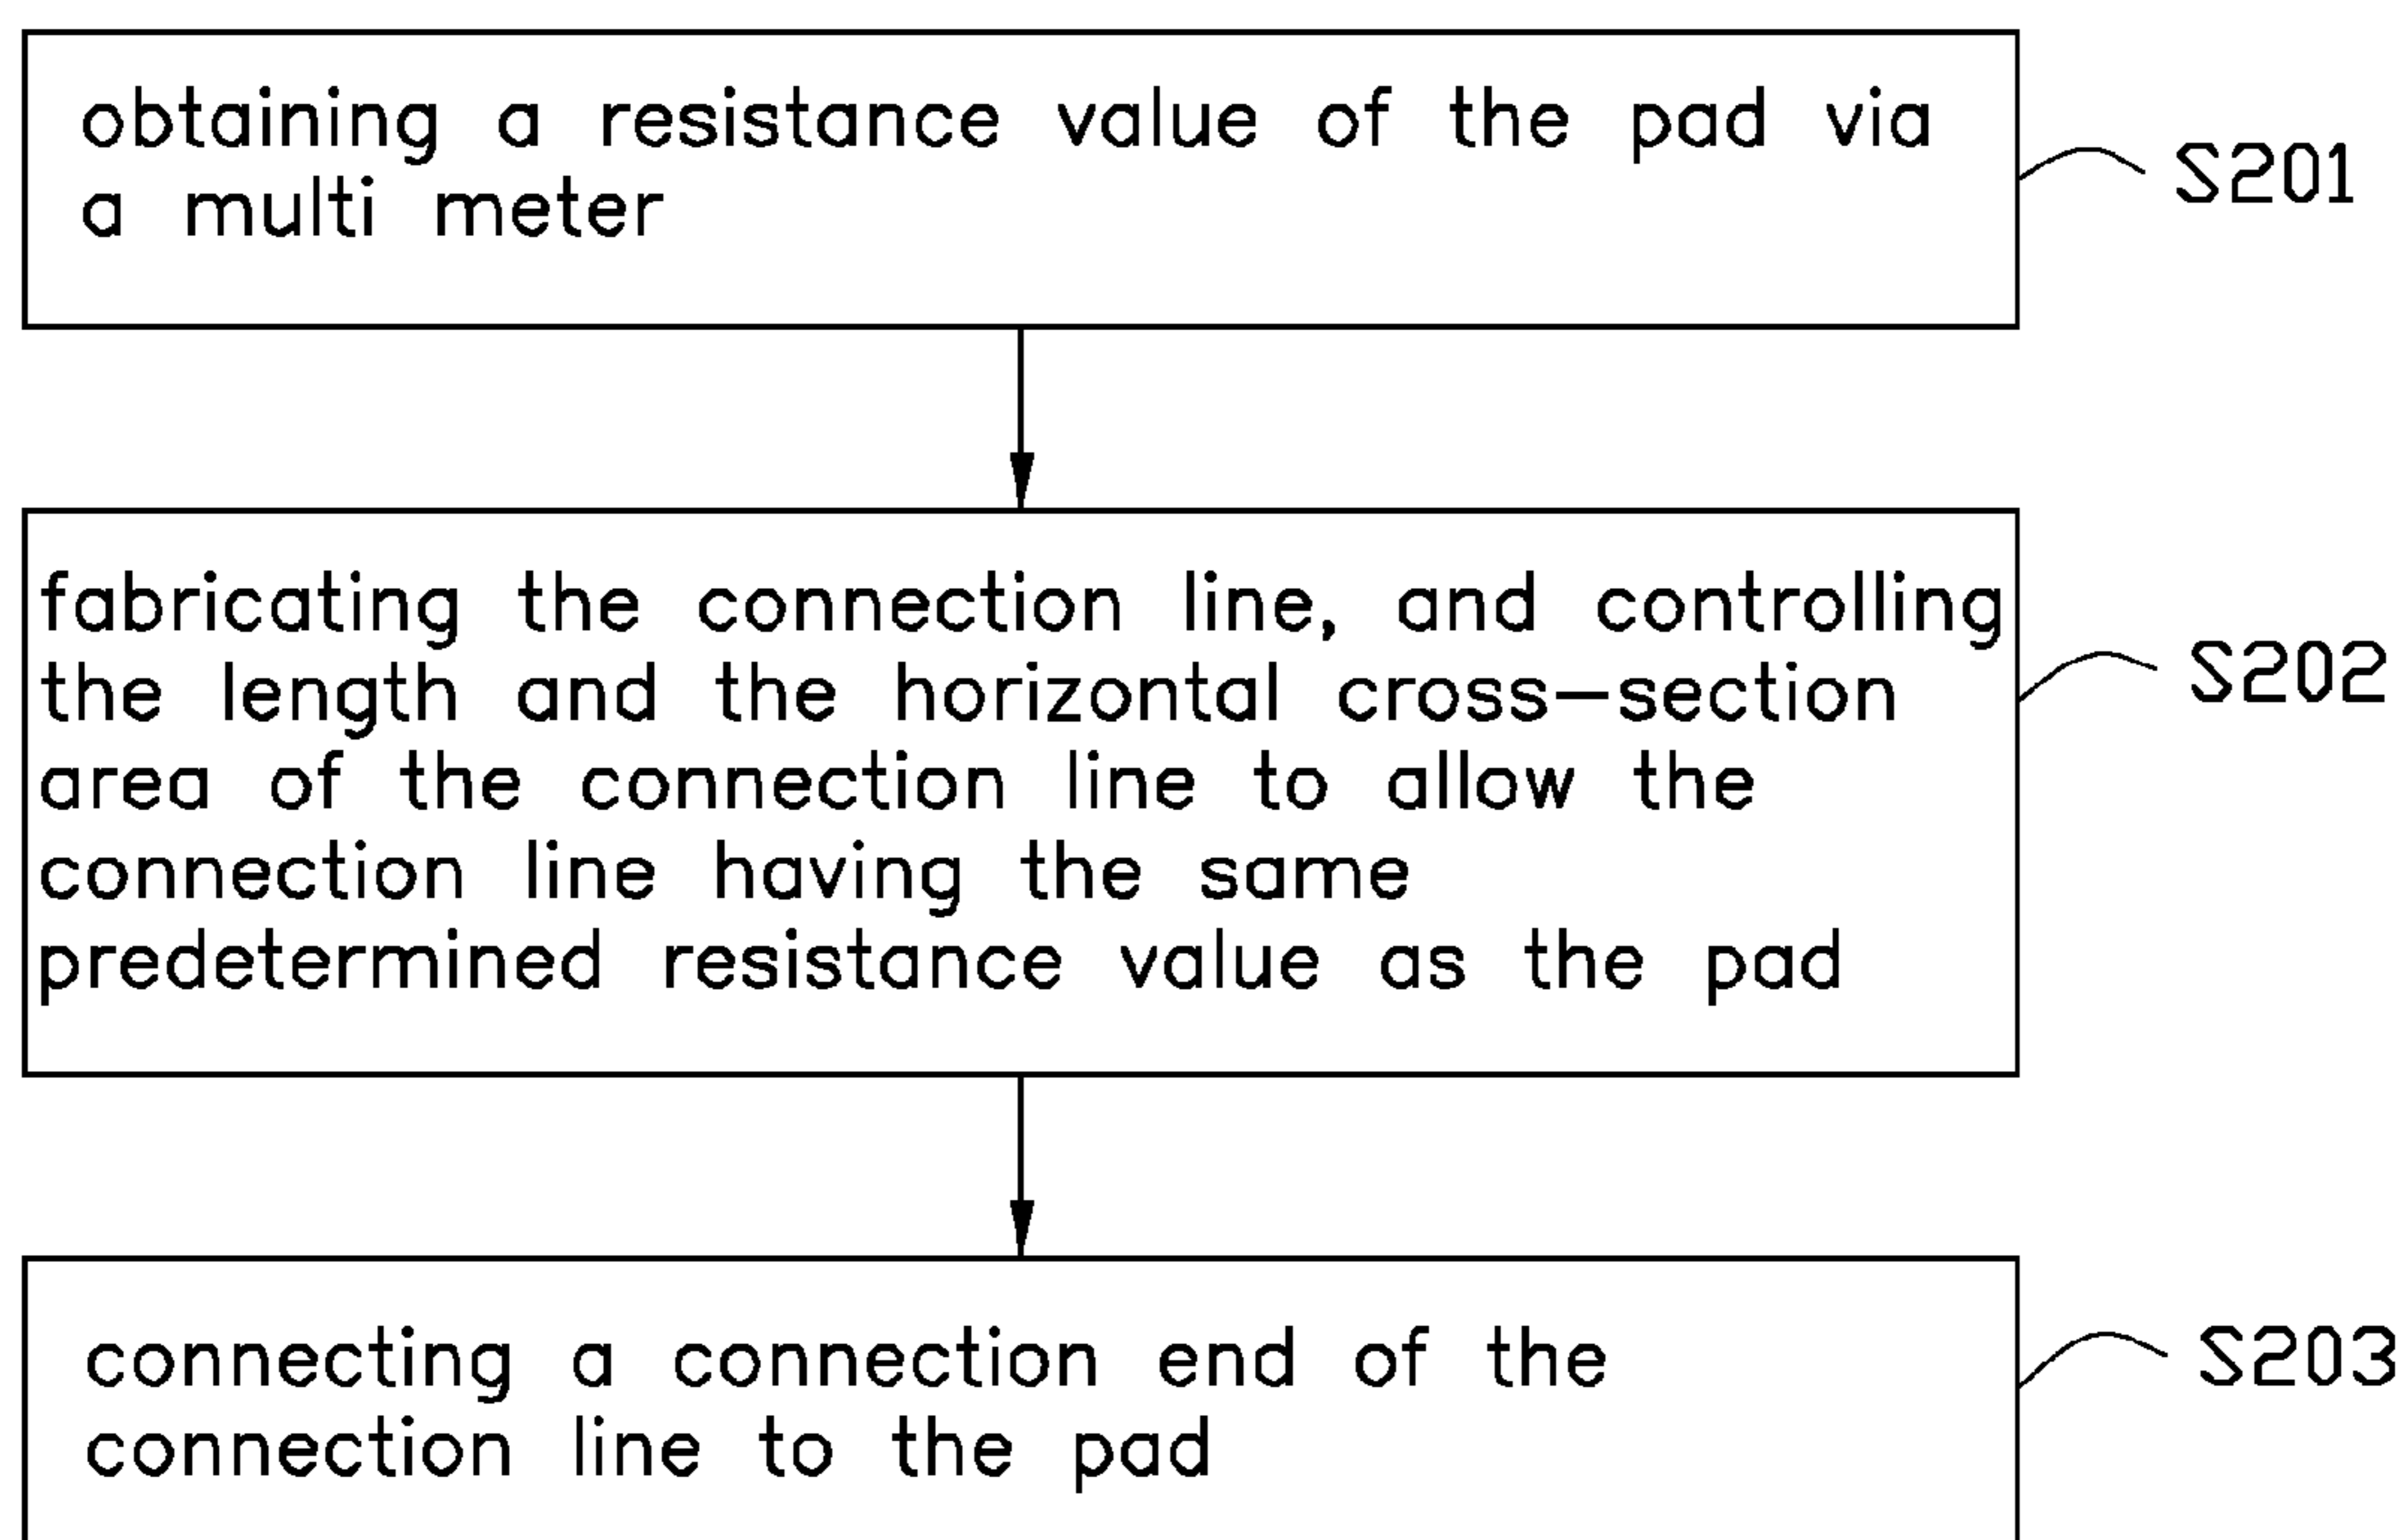 obtaining a resistance value of the pad via
a multi meter
S201
fabricating the connection line, and controlling
the length and the horizontal cross-section
area of the connection line to allow the
connection line having the same
predetermined resistance value as the pad
S202
connecting a connection end of the
connection line to the pad
S203